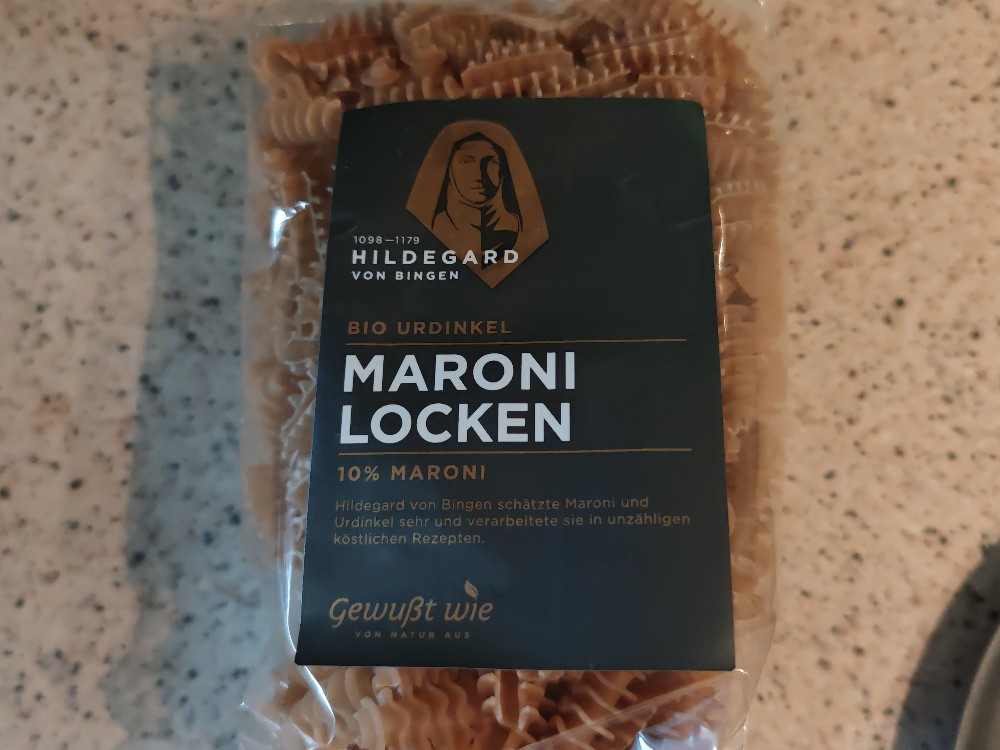 1098–1179
HILDEGARD
VON BINGEN
BIO URDINKEL
MARONI
LOCKEN
10% MARONI
Hildegard von Bingen schätzte Maroni und
Urdinkel sehr und verarbeitete sie in unzähligen
köstlichen Rezepten.
Gewußt wie
VON NATUR AUS